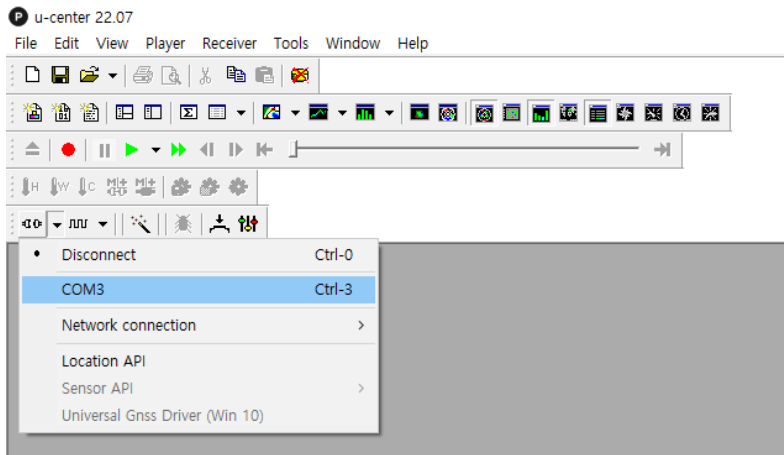 u-center 22.07
File Edit View Player Receiver Tools Window Help
H W C
Disconnect Ctrl-0
COM3 Ctrl-3
Network connection
Location API
Sensor API
Universal Gnss Driver (Win 10)